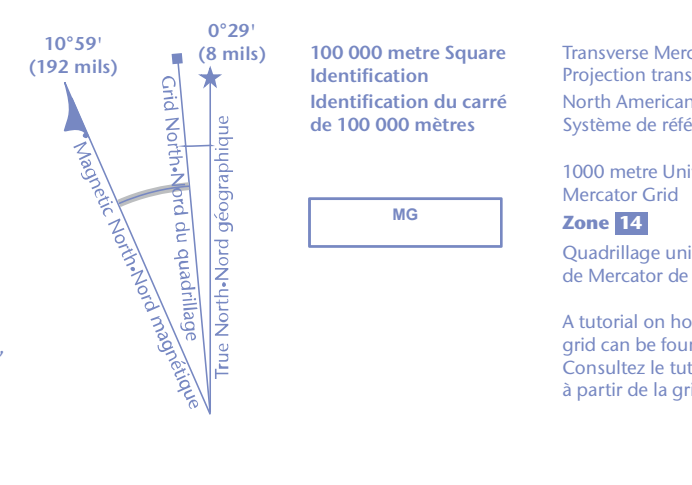 10°59'
(192 mils)
0°29'
(8 mils)
Magnetic North•Nord magnétique
Grid North•Nord du quadrillage
True North•Nord géographique
100 000 metre Square
Identification
Identification du carré
de 100 000 mètres
MG
Transverse Merc
Projection trans
North American
Système de réfé
1000 metre Uni
Mercator Grid
Zone 14
Quadrillage uni
de Mercator de
A tutorial on ho
grid can be four
Consultez le tut
à partir de la gri